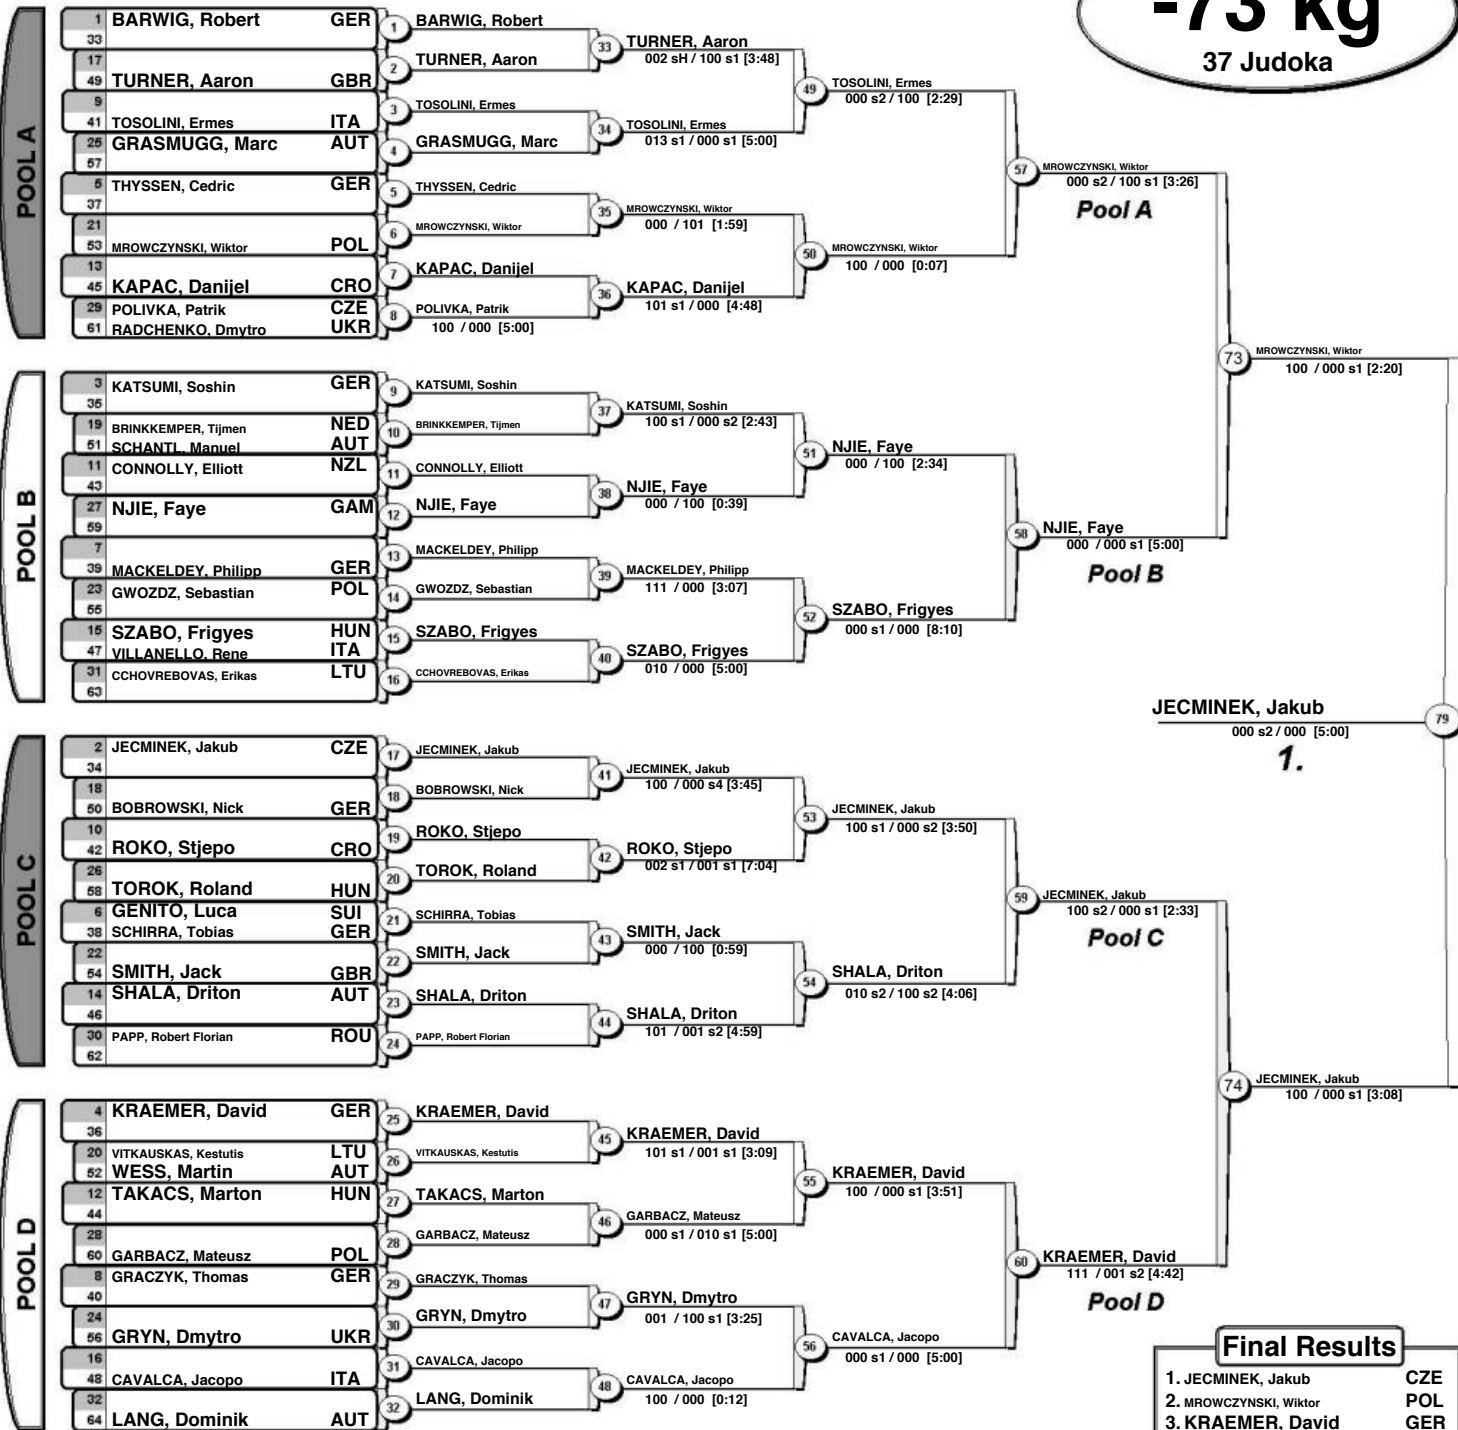 -73 kg
37 Judoka
POOL A
1 BARWIG, Robert GER
33
17
49 TURNER, Aaron GBR
9
41 TOSOLINI, Ermes ITA
25 GRASMUGG, Marc AUT
57
5 THYSSEN, Cedric GER
37
21
53 MROWCZYNSKI, Wiktor POL
13
45 KAPAC, Danijel CRO
29 POLIVKA, Patrik CZE
61 RADCHENKO, Dmytro UKR
1 BARWIG, Robert
2 TURNER, Aaron
3 TOSOLINI, Ermes
4 GRASMUGG, Marc
5 THYSSEN, Cedric
6 MROWCZYNSKI, Wiktor
7 KAPAC, Danijel
8 POLIVKA, Patrik
100 / 000 [5:00]
33 TURNER, Aaron
002 sH / 100 s1 [3:48]
34 TOSOLINI, Ermes
013 s1 / 000 s1 [5:00]
35 MROWCZYNSKI, Wiktor
000 / 101 [1:59]
36 KAPAC, Danijel
101 s1 / 000 [4:48]
49 TOSOLINI, Ermes
000 s2 / 100 [2:29]
50 MROWCZYNSKI, Wiktor
100 / 000 [0:07]
57 MROWCZYNSKI, Wiktor
000 s2 / 100 s1 [3:26]
Pool A
POOL B
3 KATSUMI, Soshin GER
35
19 BRINKKEMPER, Tijmen NED
51 SCHANTL, Manuel AUT
11 CONNOLLY, Elliott NZL
43
27 NJIE, Faye GAM
59
7
39 MACKELDEY, Philipp GER
23 GWOZDZ, Sebastian POL
55
15 SZABO, Frigyes HUN
47 VILLANELLO, Rene ITA
31 CCHOVREBOVAS, Erikas LTU
63
9 KATSUMI, Soshin
10 BRINKKEMPER, Tijmen
11 CONNOLLY, Elliott
12 NJIE, Faye
13 MACKELDEY, Philipp
14 GWOZDZ, Sebastian
15 SZABO, Frigyes
16 CCHOVREBOVAS, Erikas
37 KATSUMI, Soshin
100 s1 / 000 s2 [2:43]
38 NJIE, Faye
000 / 100 [0:39]
39 MACKELDEY, Philipp
111 / 000 [3:07]
40 SZABO, Frigyes
010 / 000 [5:00]
51 NJIE, Faye
000 / 100 [2:34]
52 SZABO, Frigyes
000 s1 / 000 [8:10]
58 NJIE, Faye
000 / 000 s1 [5:00]
Pool B
73 MROWCZYNSKI, Wiktor
100 / 000 s1 [2:20]
JECMINEK, Jakub 79
000 s2 / 000 [5:00]
1.
POOL C
2 JECMINEK, Jakub CZE
34
18
50 BOBROWSKI, Nick GER
10
42 ROKO, Stjepo CRO
26
58 TOROK, Roland HUN
6 GENITO, Luca SUI
38 SCHIRRA, Tobias GER
22
54 SMITH, Jack GBR
14 SHALA, Driton AUT
46
30 PAPP, Robert Florian ROU
62
17 JECMINEK, Jakub
18 BOBROWSKI, Nick
19 ROKO, Stjepo
20 TOROK, Roland
21 SCHIRRA, Tobias
22 SMITH, Jack
23 SHALA, Driton
24 PAPP, Robert Florian
41 JECMINEK, Jakub
100 / 000 s4 [3:45]
42 ROKO, Stjepo
002 s1 / 001 s1 [7:04]
43 SMITH, Jack
000 / 100 [0:59]
44 SHALA, Driton
101 / 001 s2 [4:59]
53 JECMINEK, Jakub
100 s1 / 000 s2 [3:50]
54 SHALA, Driton
010 s2 / 100 s2 [4:06]
59 JECMINEK, Jakub
100 s2 / 000 s1 [2:33]
Pool C
74 JECMINEK, Jakub
100 / 000 s1 [3:08]
POOL D
4 KRAEMER, David GER
36
20 VITKAUSKAS, Kestutis LTU
52 WESS, Martin AUT
12 TAKACS, Marton HUN
44
28
60 GARBACZ, Mateusz POL
8 GRACZYK, Thomas GER
40
24
56 GRYN, Dmytro UKR
16
48 CAVALCA, Jacopo ITA
32
64 LANG, Dominik AUT
25 KRAEMER, David
26 VITKAUSKAS, Kestutis
27 TAKACS, Marton
28 GARBACZ, Mateusz
29 GRACZYK, Thomas
30 GRYN, Dmytro
31 CAVALCA, Jacopo
32 LANG, Dominik
45 KRAEMER, David
101 s1 / 001 s1 [3:09]
46 GARBACZ, Mateusz
000 s1 / 010 s1 [5:00]
47 GRYN, Dmytro
001 / 100 s1 [3:25]
48 CAVALCA, Jacopo
100 / 000 [0:12]
55 KRAEMER, David
100 / 000 s1 [3:51]
56 CAVALCA, Jacopo
000 s1 / 000 [5:00]
60 KRAEMER, David
111 / 001 s2 [4:42]
Pool D
Final Results
1. JECMINEK, Jakub CZE
2. MROWCZYNSKI, Wiktor POL
3. KRAEMER, David GER